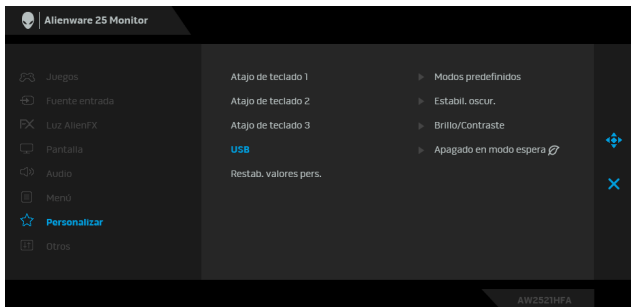 Alienware 25 Monitor
Juegos
Fuente entrada
FX Luz AlienFX
Pantalla
Audio
Menú
Personalizar
Otros
Atajo de teclado 1 Modos predefinidos
Atajo de teclado 2 Estabil. oscur.
Atajo de teclado 3 Brillo/Contraste
USB Apagado en modo espera
Restab. valores pers.
AW2521HFA